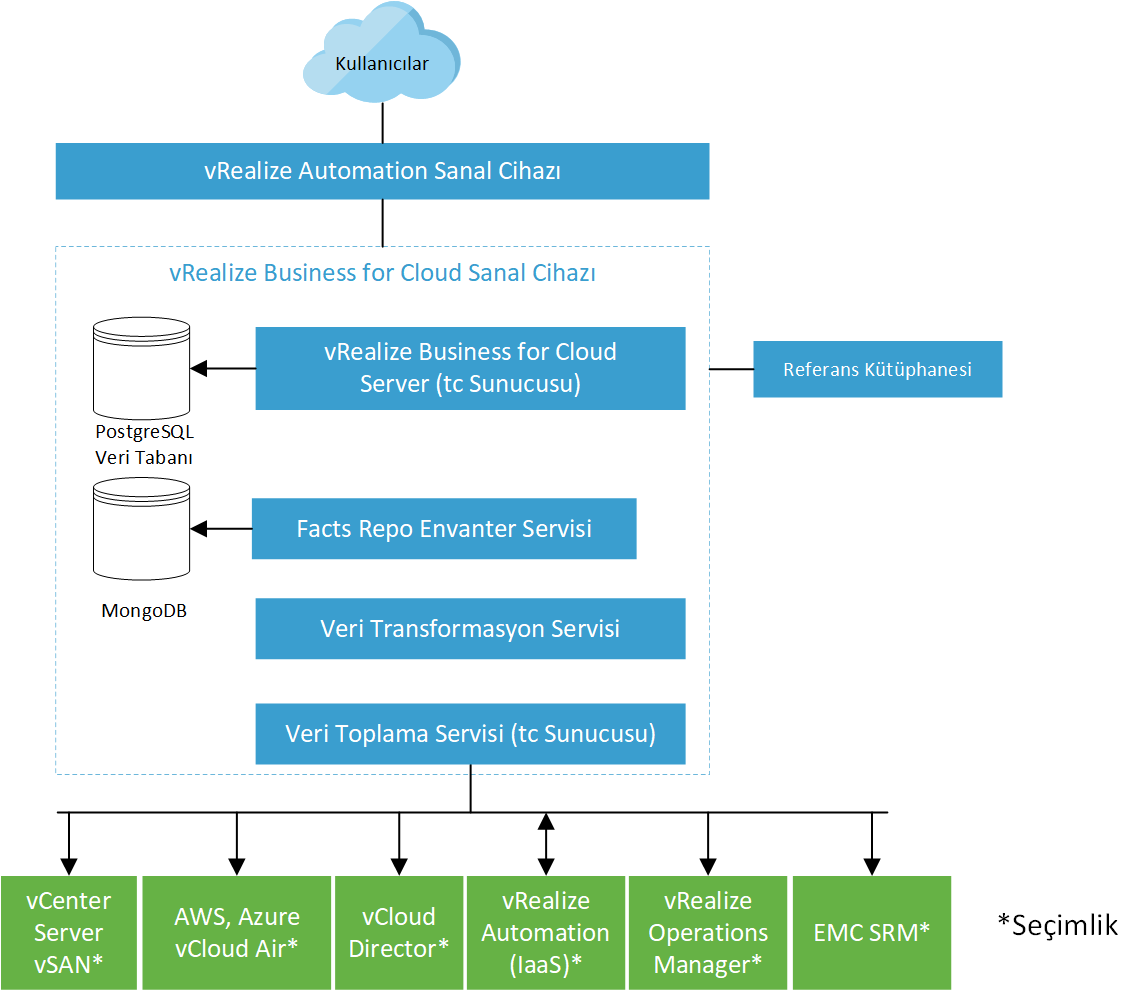 Kullanıcılar
vRealize Automation Sanal Cihazı
vRealize Business for Cloud Sanal Cihazı
vRealize Business for Cloud
Server (tc Sunucusu)
Referans Kütüphanesi
PostgreSQL
Veri Tabanı
Facts Repo Envanter Servisi
MongoDB
Veri Transformasyon Servisi
Veri Toplama Servisi (tc Sunucusu)
vCenter
Server
vSAN*
AWS, Azure
vCloud Air*
vCloud
Director*
vRealize
Automation
(IaaS)*
vRealize
Operations
Manager*
EMC SRM*
*Seçimlik